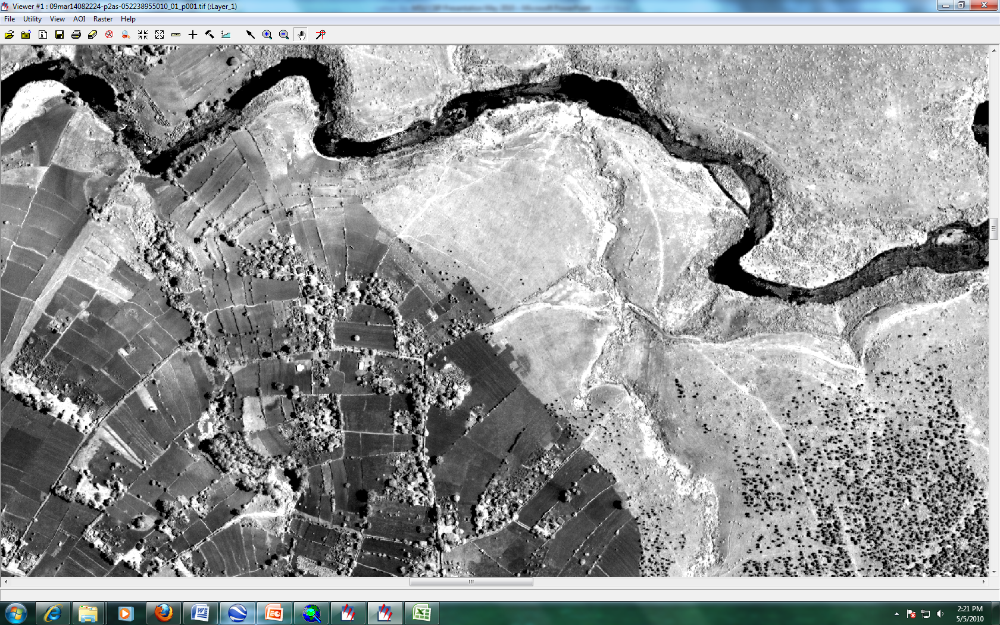 Viewer #1 : 09mar14082224-p2as-052238955010_01_p001.tif (:Layer_1)
File Utility View AOI Raster Help
2:21 PM
5/5/2010